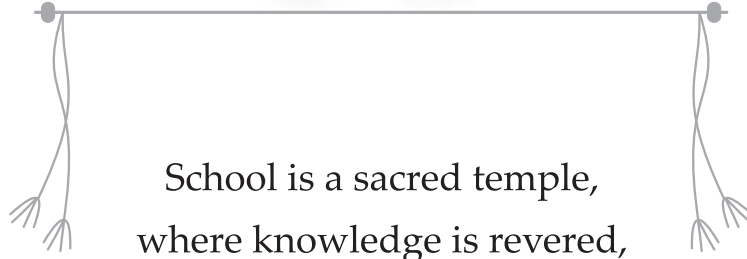 School is a sacred temple,
where knowledge is revered,